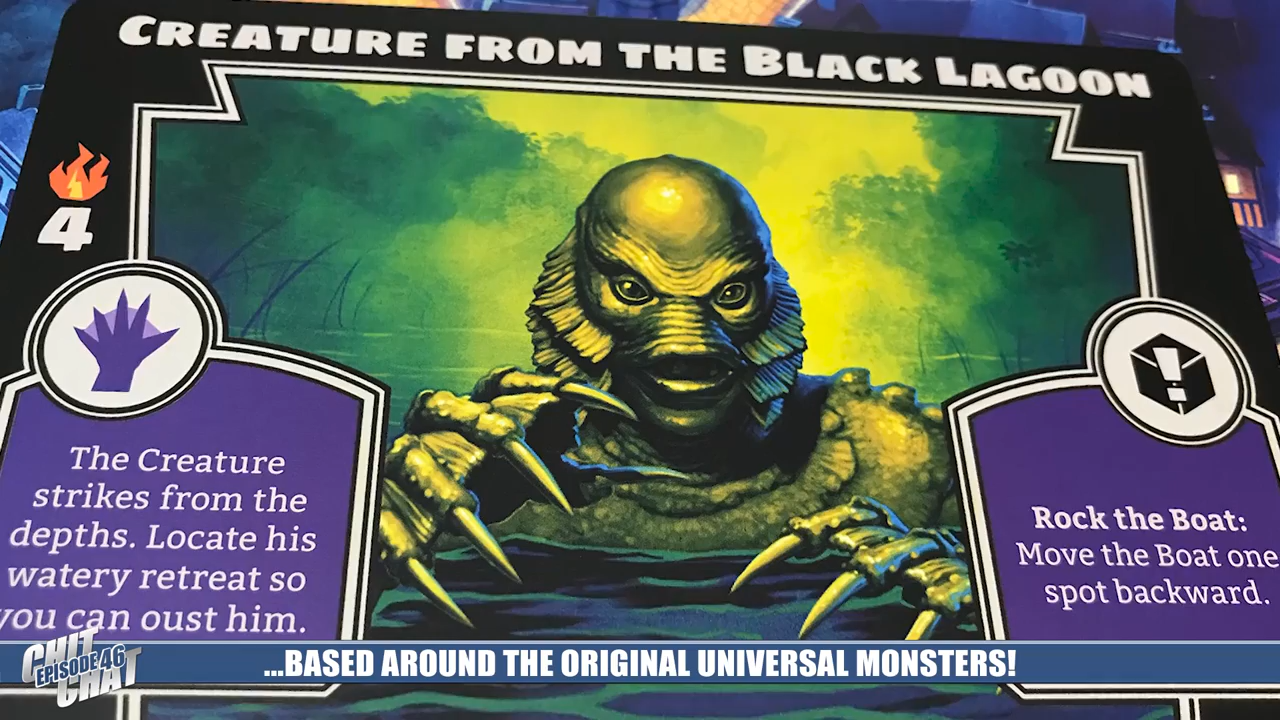 CREATURE FROM THE BLACK LAGOON
4
The Creature
strikes from the
depths. Locate his
watery retreat so
you can oust him.
!
Rock the Boat:
Move the Boat one
spot backward.
CHIT
EPISODE 46
CHAT
...BASED AROUND THE ORIGINAL UNIVERSAL MONSTERS!